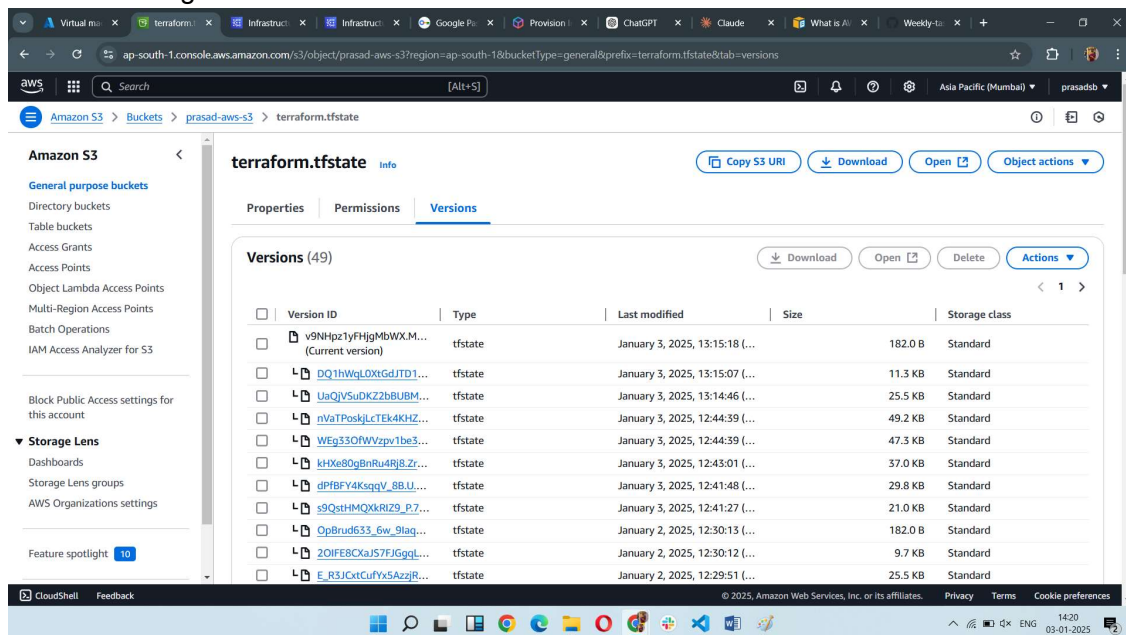 Virtual ma
terraform.t
Infrastruct
Infrastruct
Google Pa
Provision I
ChatGPT
Claude
What is A
Weekly-ta
ap-south-1.console.aws.amazon.com/s3/object/prasad-aws-s3?region=ap-south-1&bucketType=general&prefix=terraform.tfstate&tab=versions
aws
Search
[Alt+S]
Asia Pacific (Mumbai) ▼
prasadsb ▼
Amazon S3 > Buckets > prasad-aws-s3 > terraform.tfstate
Amazon S3
General purpose buckets
Directory buckets
Table buckets
Access Grants
Access Points
Object Lambda Access Points
Multi-Region Access Points
Batch Operations
IAM Access Analyzer for S3
Block Public Access settings for
this account
▼ Storage Lens
Dashboards
Storage Lens groups
AWS Organizations settings
Feature spotlight 10
terraform.tfstate Info
Copy S3 URI
Download
Open
Object actions ▼
Properties
Permissions
Versions
Versions (49)
Download
Open
Delete
Actions ▼
< 1 >
Version ID Type Last modified Size Storage class
v9NHpz1yFHjgMbWX.M... (Current version) tfstate January 3, 2025, 13:15:18 (... 182.0 B Standard
DQ1hWqL0XtGdJTD1... tfstate January 3, 2025, 13:15:07 (... 11.3 KB Standard
UaQjVSuDKZ2bBUBM... tfstate January 3, 2025, 13:14:46 (... 25.5 KB Standard
nVaTPoskjLcTEk4KHZ... tfstate January 3, 2025, 12:44:39 (... 49.2 KB Standard
WEg33OfWVzpv1be3... tfstate January 3, 2025, 12:44:39 (... 47.3 KB Standard
kHXe80gBnRu4Rj8.Zr... tfstate January 3, 2025, 12:43:01 (... 37.0 KB Standard
dPfBFY4KsqqV_8B.U.... tfstate January 3, 2025, 12:41:48 (... 29.8 KB Standard
s9QstHMQXkRIZ9_P.7... tfstate January 3, 2025, 12:41:27 (... 21.0 KB Standard
OpBrud633_6w_9Iaq... tfstate January 2, 2025, 12:30:13 (... 182.0 B Standard
2OIFE8CXaJS7FJGgqL... tfstate January 2, 2025, 12:30:12 (... 9.7 KB Standard
E_R3JCxtCufYx5AzzjR... tfstate January 2, 2025, 12:29:51 (... 25.5 KB Standard
CloudShell Feedback
© 2025, Amazon Web Services, Inc. or its affiliates. Privacy Terms Cookie preferences
ENG
14:20
03-01-2025
2